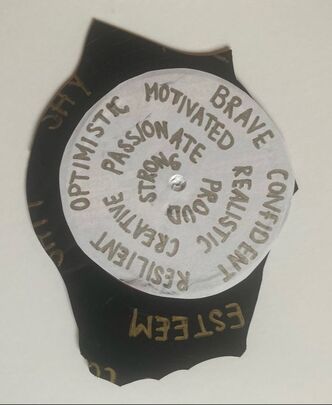 OPTIMISTIC MOTIVATED BRAVE CONFIDENT REALISTIC RESILIENT CREATIVE PASSIONATE STRONG PROUD
SHY
ESTEEM